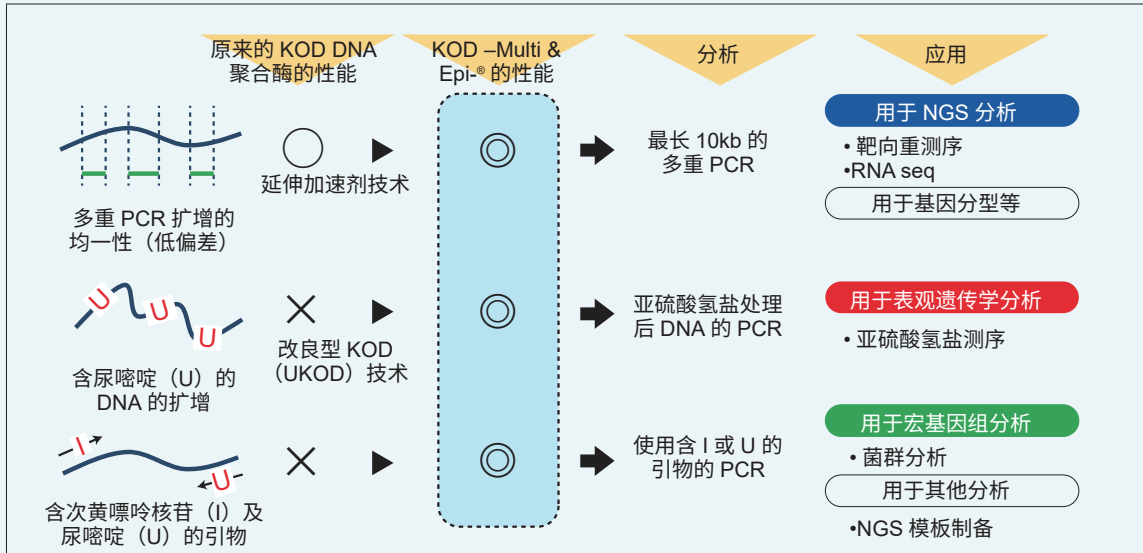 原来的 KOD DNA
聚合酶的性能
KOD –Multi &
Epi-® 的性能
分析
应用
多重 PCR 扩增的
均一性（低偏差）
延伸加速剂技术
最长 10kb 的
多重 PCR
用于 NGS 分析
• 靶向重测序
•RNA seq
用于基因分型等
U
U
U
含尿嘧啶（U）的
DNA 的扩增
改良型 KOD
（UKOD）技术
亚硫酸氢盐处理
后 DNA 的 PCR
用于表观遗传学分析
• 亚硫酸氢盐测序
I
U
含次黄嘌呤核苷（I）及
尿嘧啶（U）的引物
使用含 I 或 U 的
引物的 PCR
用于宏基因组分析
• 菌群分析
用于其他分析
•NGS 模板制备